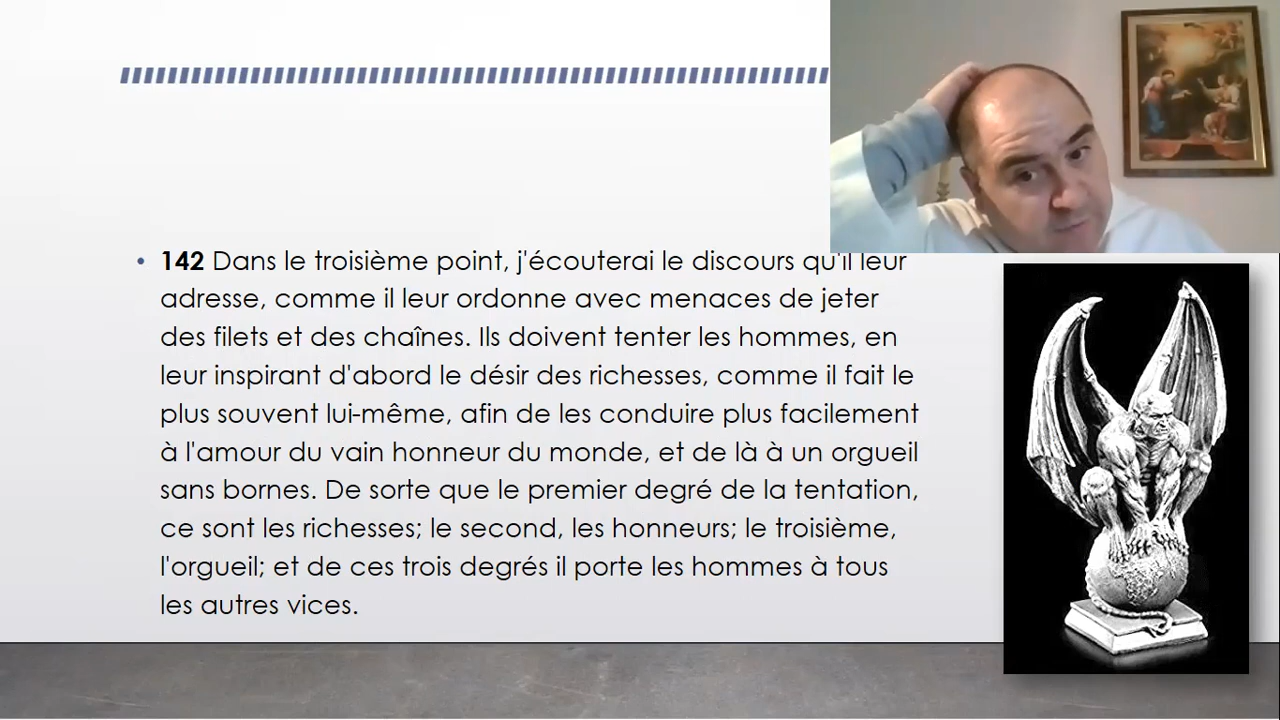 • 142 Dans le troisième point, j'écouterai le discours qu'il leur
adresse, comme il leur ordonne avec menaces de jeter
des filets et des chaînes. Ils doivent tenter les hommes, en
leur inspirant d'abord le désir des richesses, comme il fait le
plus souvent lui-même, afin de les conduire plus facilement
à l'amour du vain honneur du monde, et de là à un orgueil
sans bornes. De sorte que le premier degré de la tentation,
ce sont les richesses; le second, les honneurs; le troisième,
l'orgueil; et de ces trois degrés il porte les hommes à tous
les autres vices.